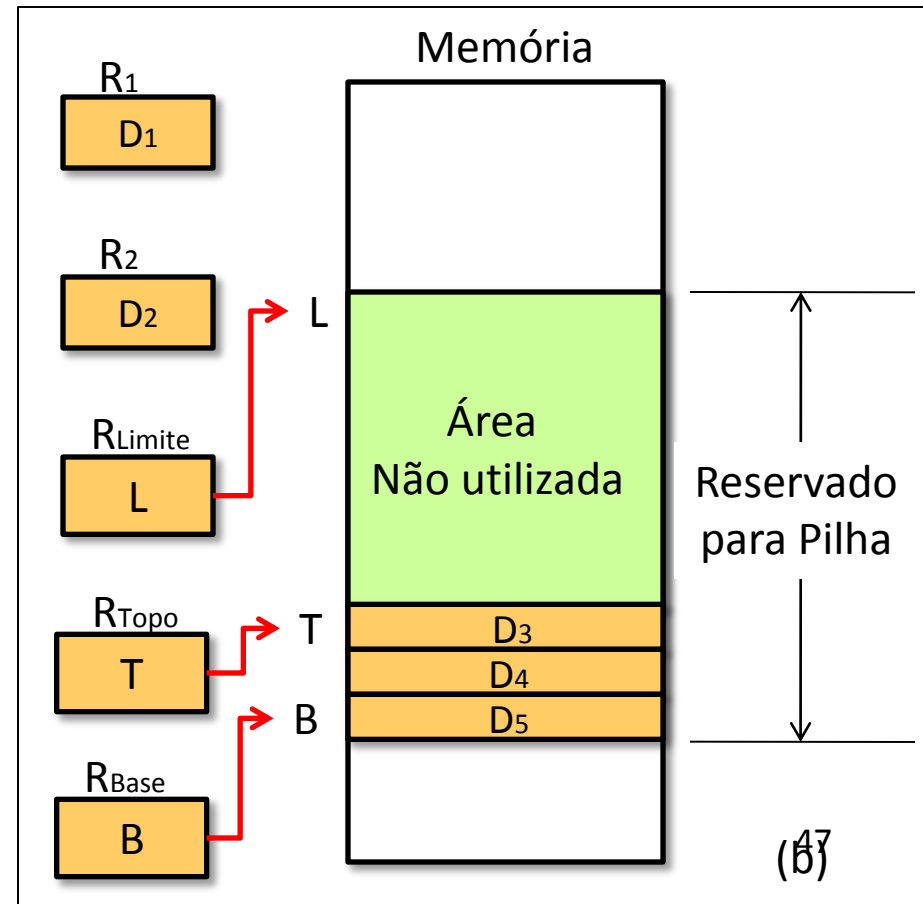 Memória
R1
D1
R2
D2
L
RLimite
L
Área
Não utilizada
Reservado
para Pilha
RTopo
T
T
D3
D4
B
D5
RBase
B
(b)
47